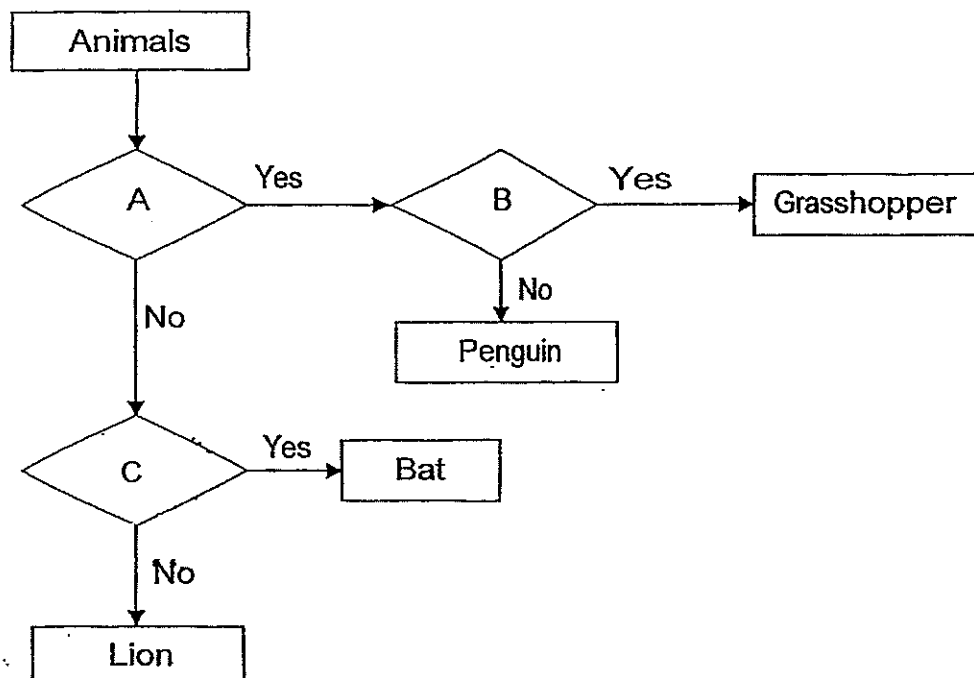 Animals
A
Yes
B
Yes
Grasshopper
No
Penguin
No
C
Yes
Bat
No
Lion